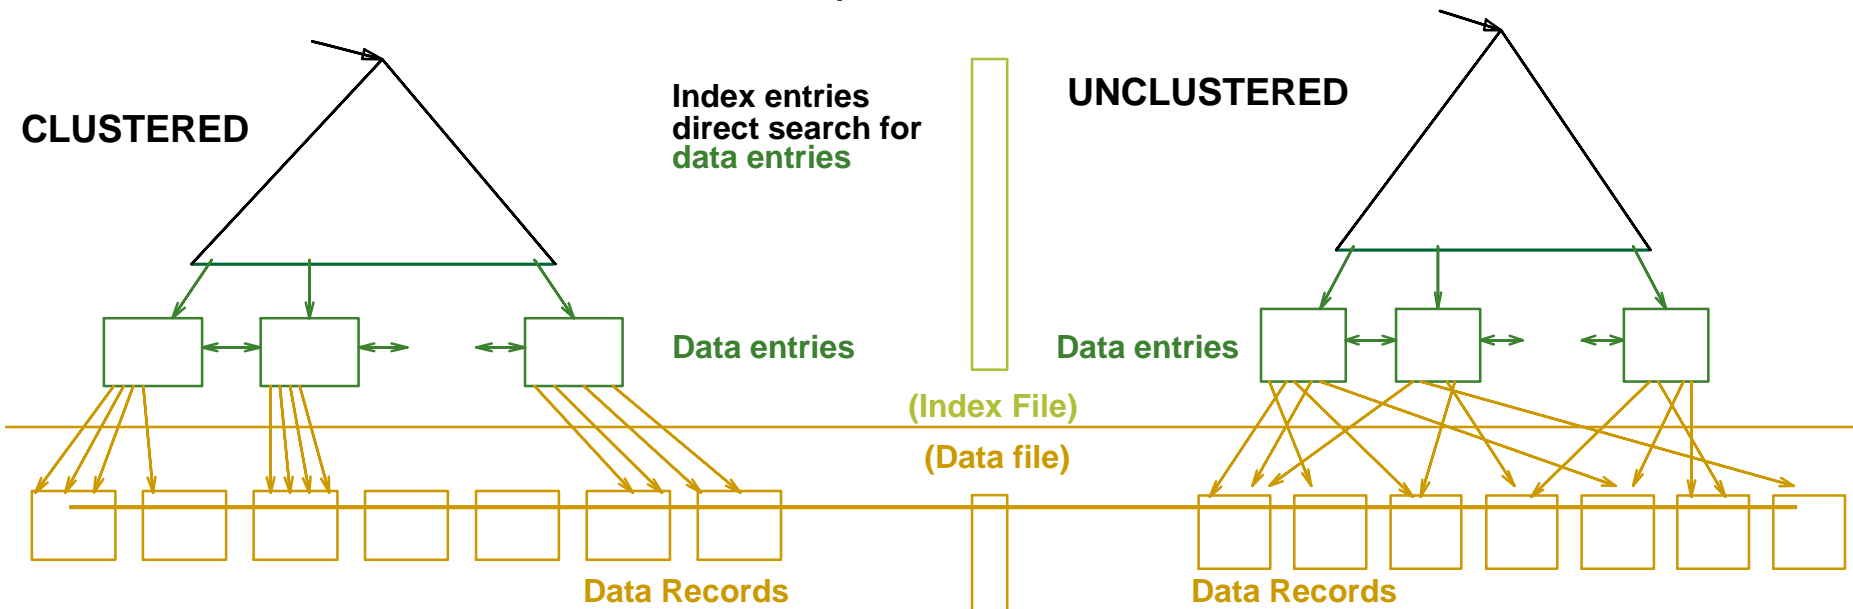 CLUSTERED
Index entries
direct search for
data entries
UNCLUSTERED
Data entries
Data entries
(Index File)
(Data file)
Data Records
Data Records